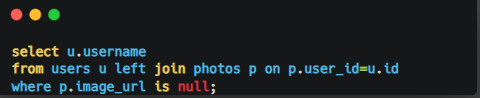 select u.username
from users u left join photos p on p.user_id=u.id
where p.image_url is null;